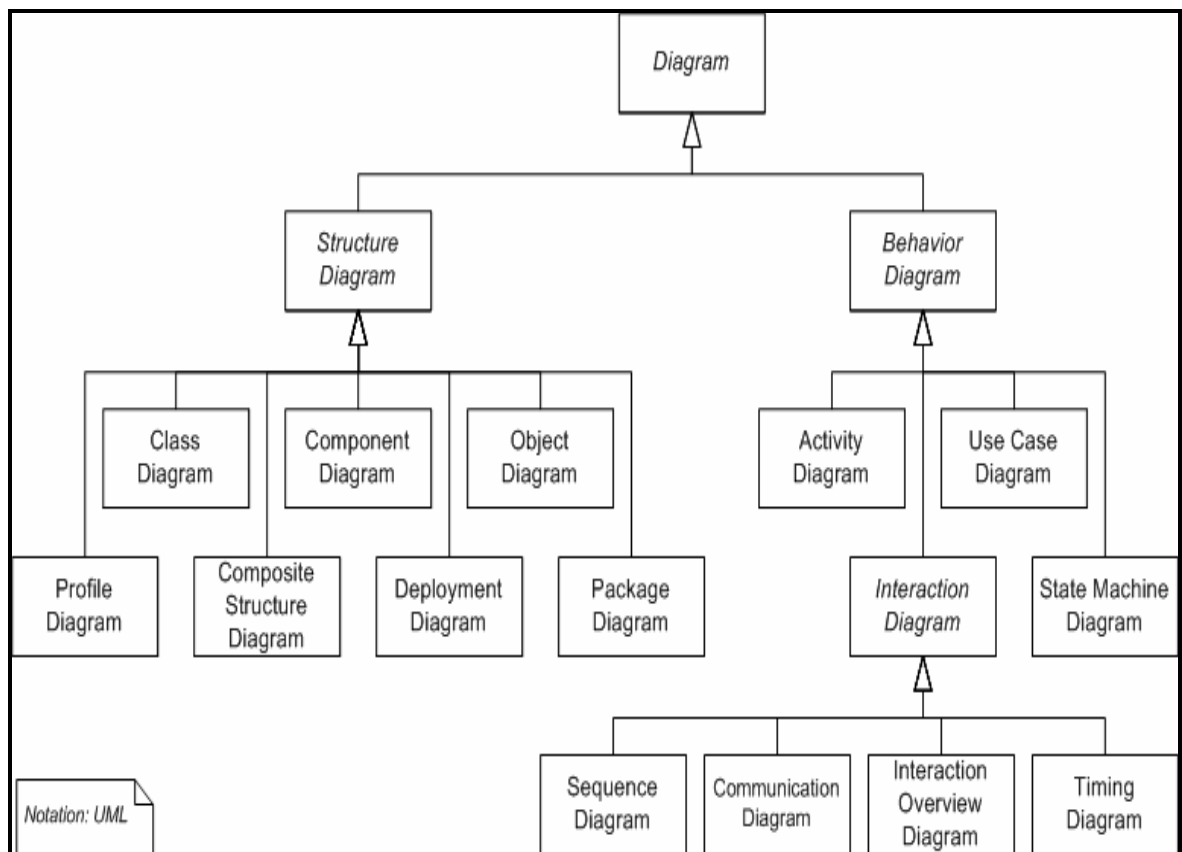 Diagram
Structure
Diagram
Behavior
Diagram
Class
Diagram
Component
Diagram
Object
Diagram
Activity
Diagram
Use Case
Diagram
Profile
Diagram
Composite
Structure
Diagram
Deployment
Diagram
Package
Diagram
Interaction
Diagram
State Machine
Diagram
Sequence
Diagram
Communication
Diagram
Interaction
Overview
Diagram
Timing
Diagram
Notation: UML